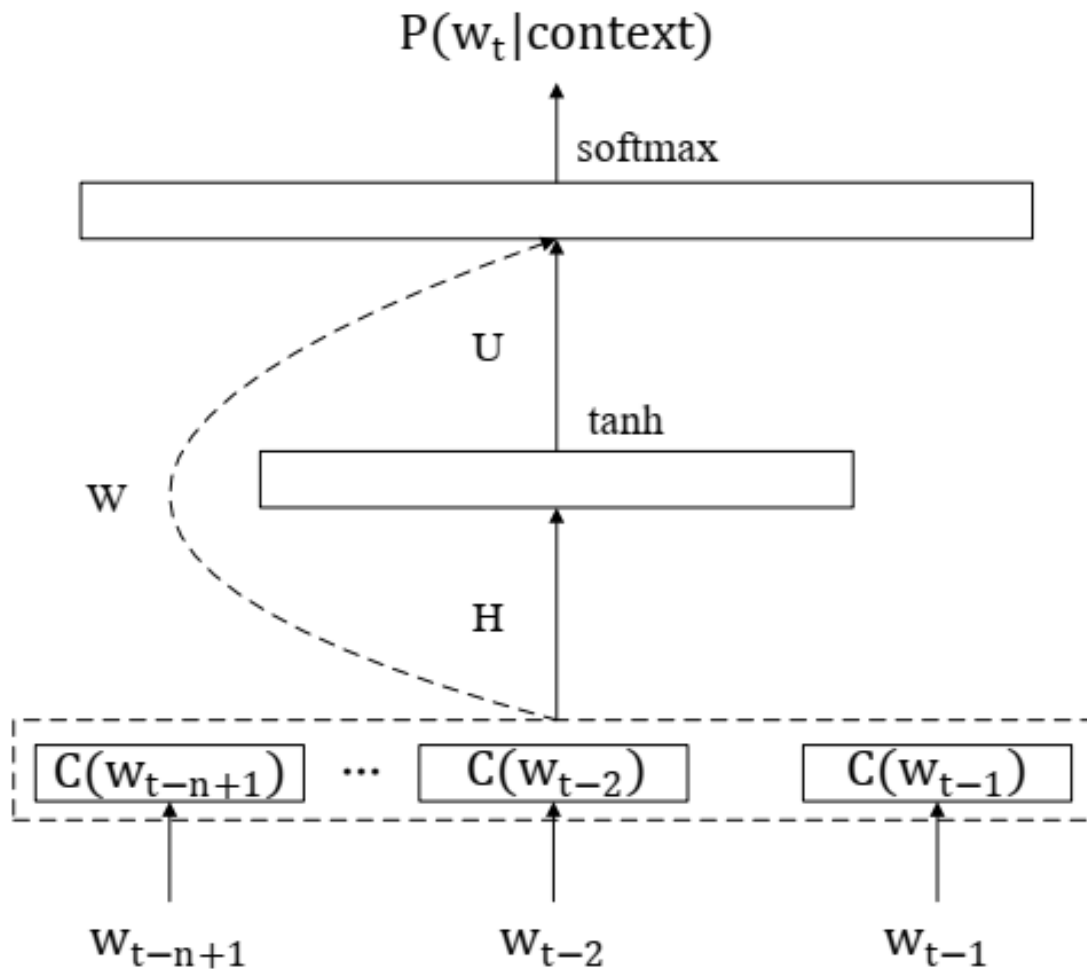 P(w_t|context)
softmax
U
tanh
W
H
C(w_{t−n+1}) ··· C(w_{t−2}) C(w_{t−1})
w_{t−n+1} w_{t−2} w_{t−1}